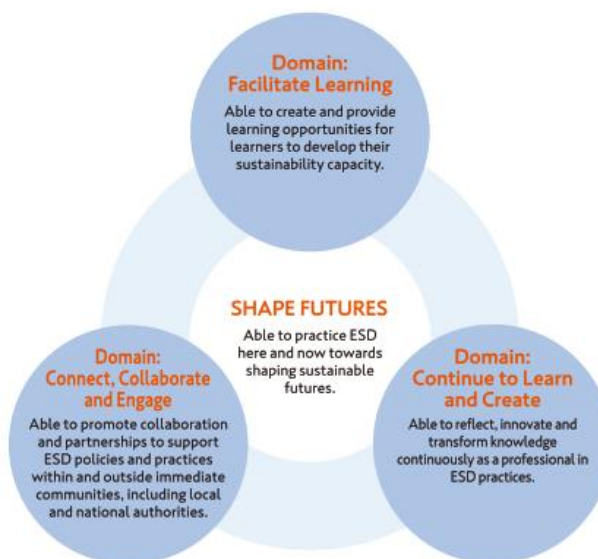 Domain:
Facilitate Learning
Able to create and provide
learning opportunities for
learners to develop their
sustainability capacity.
SHAPE FUTURES
Able to practice ESD
here and now towards
shaping sustainable
futures.
Domain:
Connect, Collaborate
and Engage
Able to promote collaboration
and partnerships to support
ESD policies and practices
within and outside immediate
communities, including local
and national authorities.
Domain:
Continue to Learn
and Create
Able to reflect, innovate and
transform knowledge
continuously as a professional in
ESD practices.